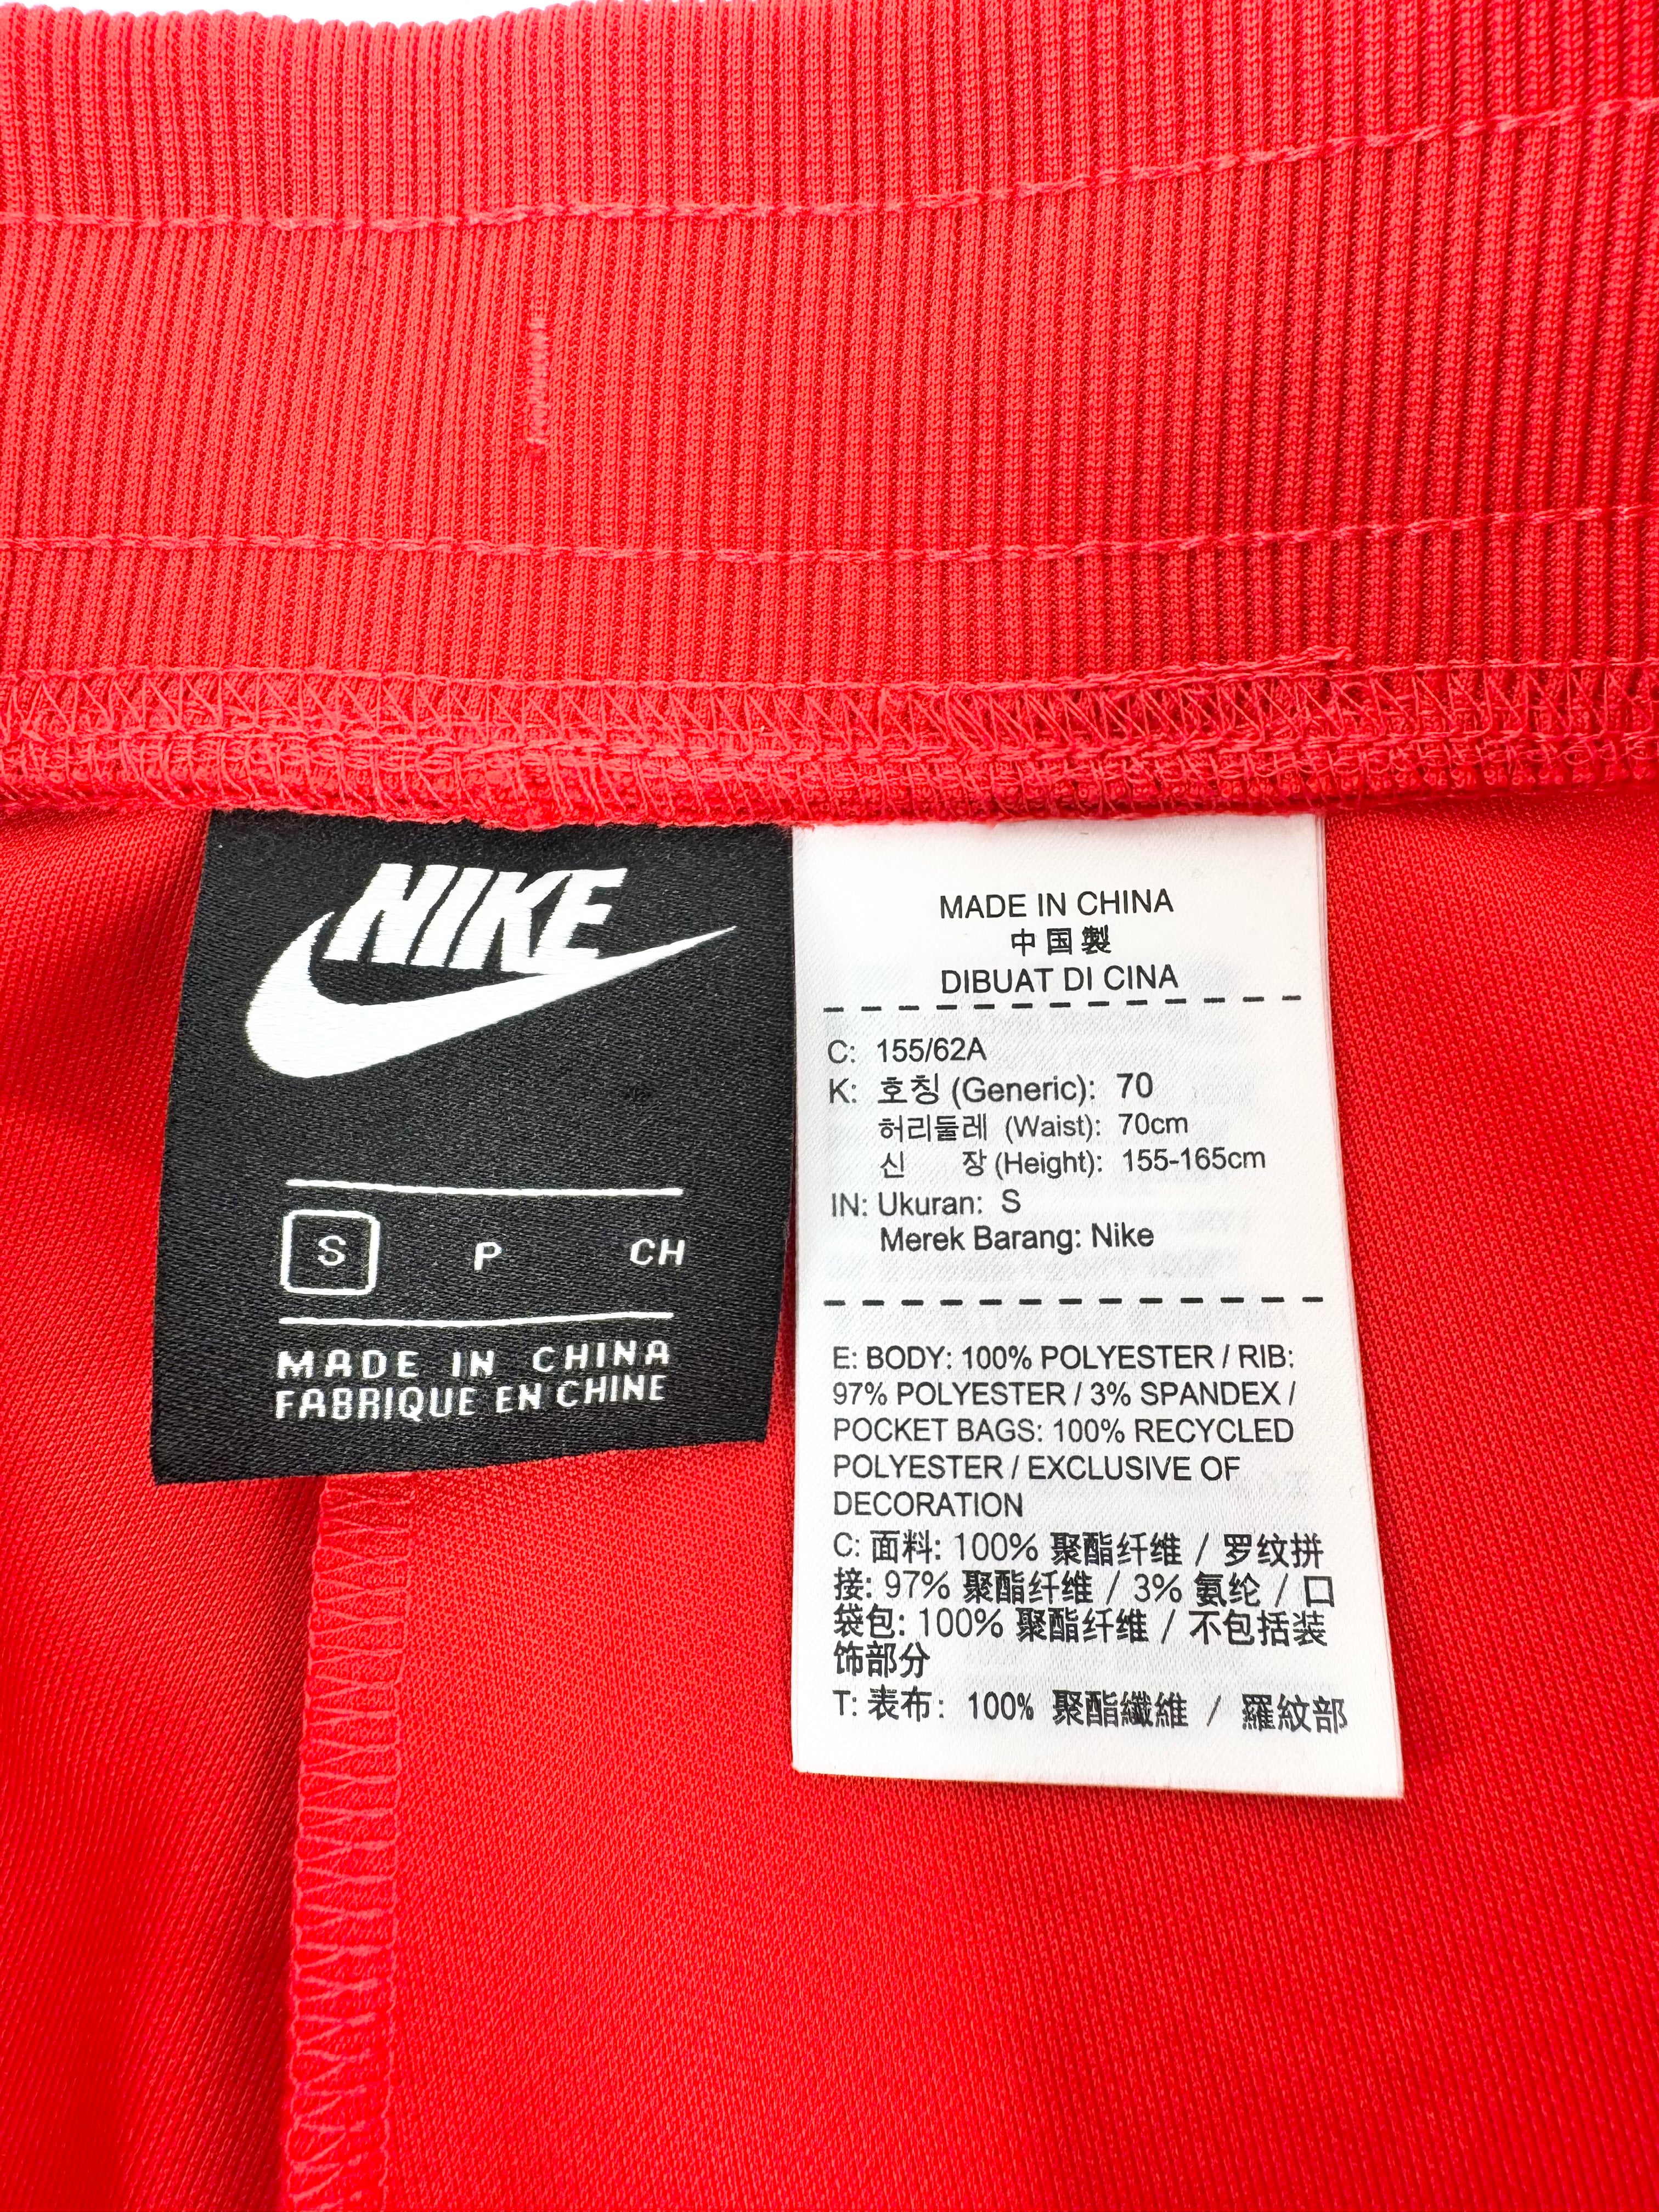 NIKE
S P CH
MADE IN CHINA
FABRIQUE EN CHINE
MADE IN CHINA
中国製
DIBUAT DI CINA
C: 155/62A
K: 호칭 (Generic): 70
허리둘레 (Waist): 70cm
신 장 (Height): 155-165cm
IN: Ukuran: S
Merek Barang: Nike
E: BODY: 100% POLYESTER / RIB:
97% POLYESTER / 3% SPANDEX /
POCKET BAGS: 100% RECYCLED
POLYESTER / EXCLUSIVE OF
DECORATION
C: 面料: 100% 聚酯纤维 / 罗纹拼
接: 97% 聚酯纤维 / 3% 氨纶 / 口
袋包: 100% 聚酯纤维 / 不包括装
饰部分
T: 表布: 100% 聚酯纖維 / 羅紋部